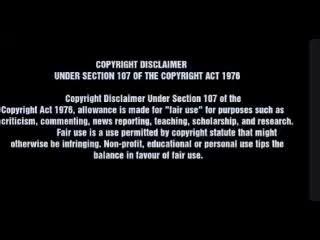 COPYRIGHT DISCLAIMER
UNDER SECTION 107 OF THE COPYRIGHT ACT 1976
Copyright Disclaimer Under Section 107 of the
Copyright Act 1976, allowance is made for "fair use" for purposes such as
criticism, commenting, news reporting, teaching, scholarship, and research.
Fair use is a use permitted by copyright statute that might
otherwise be infringing. Non-profit, educational or personal use tips the
balance in favour of fair use.